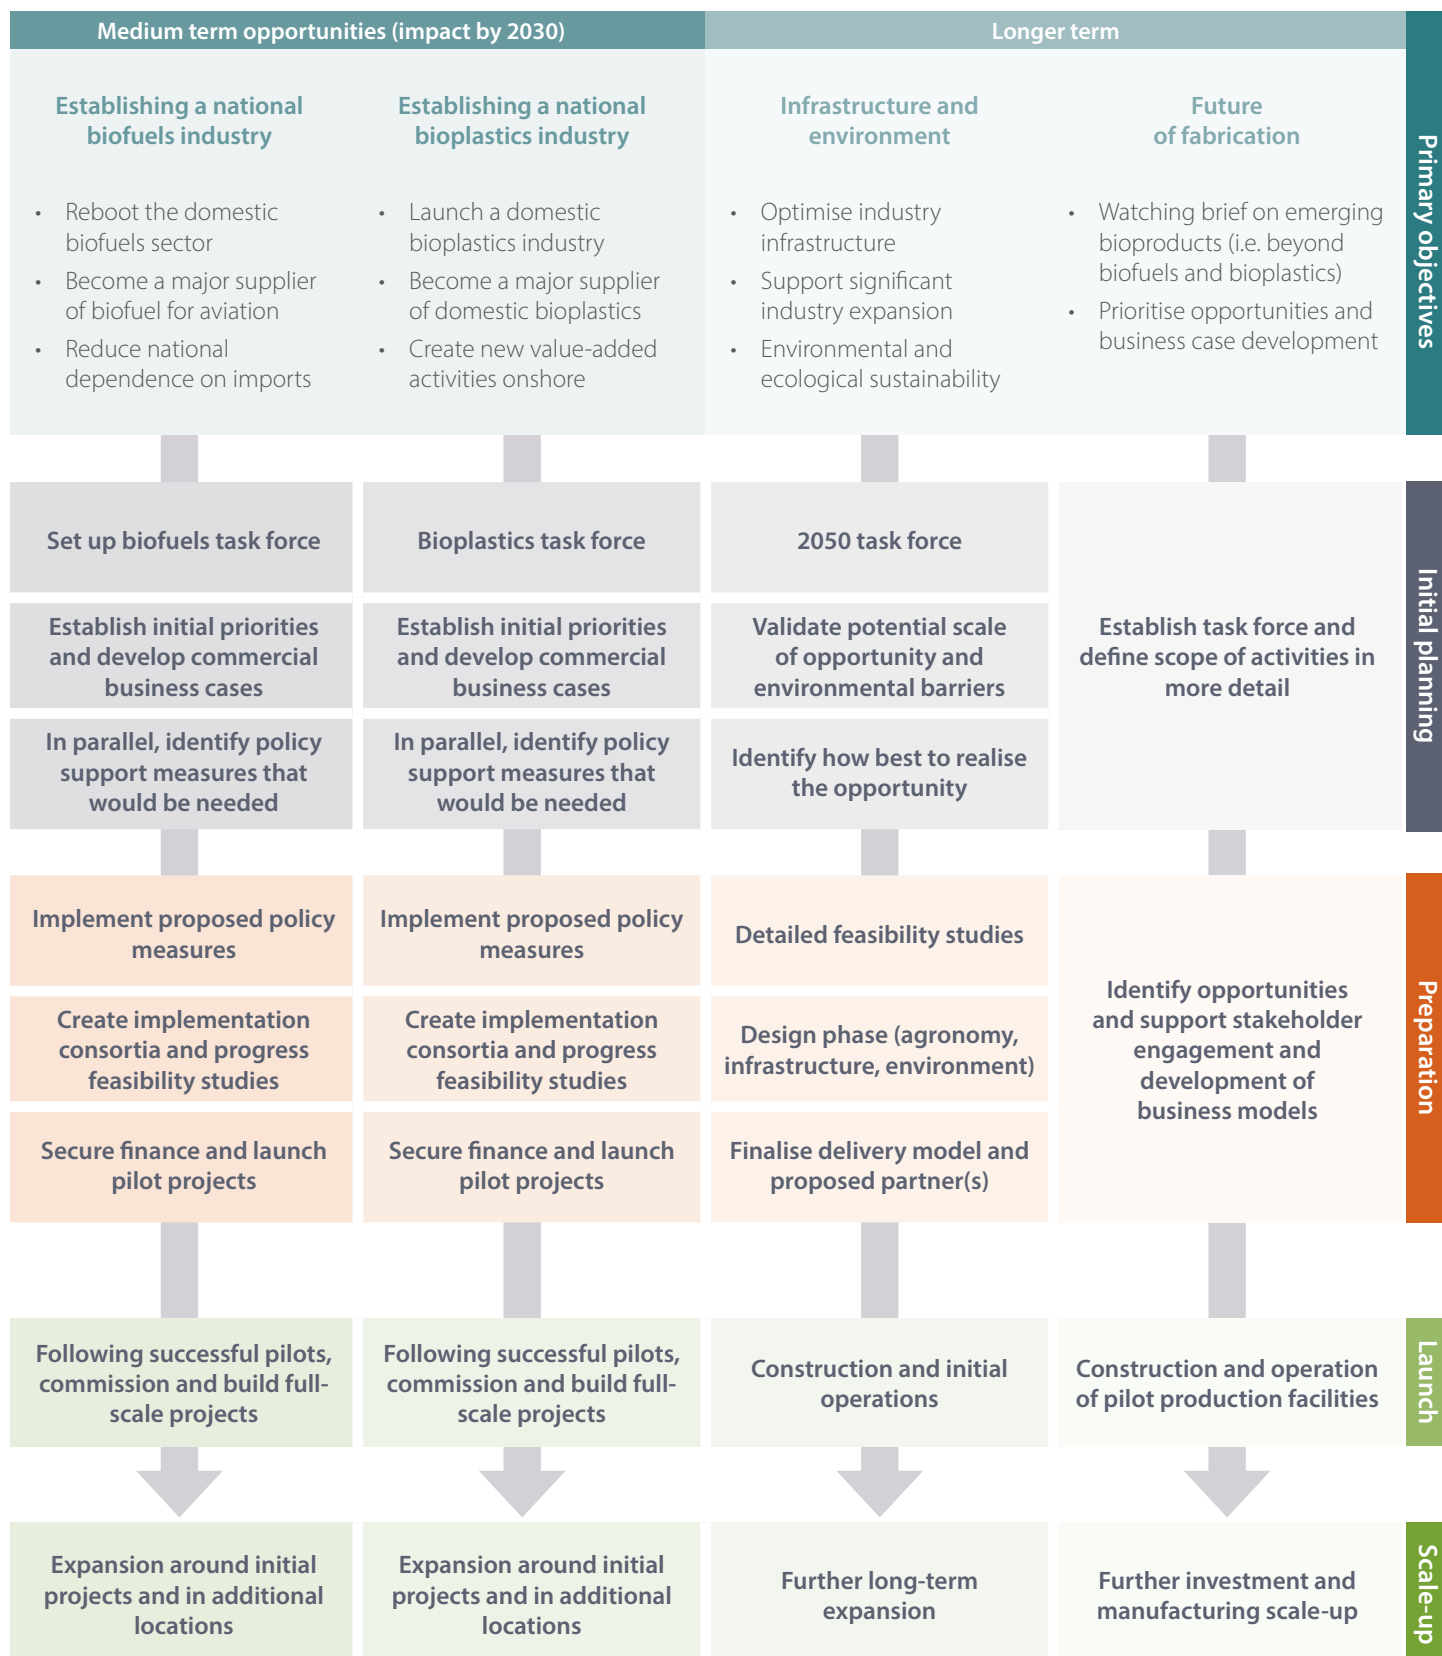 Medium term opportunities (impact by 2030)
Longer term
Primary objectives
Establishing a national
biofuels industry
• Reboot the domestic
biofuels sector
• Become a major supplier
of biofuel for aviation
• Reduce national
dependence on imports
Establishing a national
bioplastics industry
• Launch a domestic
bioplastics industry
• Become a major supplier
of domestic bioplastics
• Create new value-added
activities onshore
Infrastructure and
environment
• Optimise industry
infrastructure
• Support significant
industry expansion
• Environmental and
ecological sustainability
Future
of fabrication
• Watching brief on emerging
bioproducts (i.e. beyond
biofuels and bioplastics)
• Prioritise opportunities and
business case development
Initial planning
Set up biofuels task force
Bioplastics task force
2050 task force
Establish initial priorities
and develop commercial
business cases
Establish initial priorities
and develop commercial
business cases
Validate potential scale
of opportunity and
environmental barriers
Establish task force and
define scope of activities in
more detail
In parallel, identify policy
support measures that
would be needed
In parallel, identify policy
support measures that
would be needed
Identify how best to realise
the opportunity
Preparation
Implement proposed policy
measures
Implement proposed policy
measures
Detailed feasibility studies
Create implementation
consortia and progress
feasibility studies
Create implementation
consortia and progress
feasibility studies
Design phase (agronomy,
infrastructure, environment)
Identify opportunities
and support stakeholder
engagement and
development of
business models
Secure finance and launch
pilot projects
Secure finance and launch
pilot projects
Finalise delivery model and
proposed partner(s)
Launch
Following successful pilots,
commission and build full-
scale projects
Following successful pilots,
commission and build full-
scale projects
Construction and initial
operations
Construction and operation
of pilot production facilities
Scale-up
Expansion around initial
projects and in additional
locations
Expansion around initial
projects and in additional
locations
Further long-term
expansion
Further investment and
manufacturing scale-up